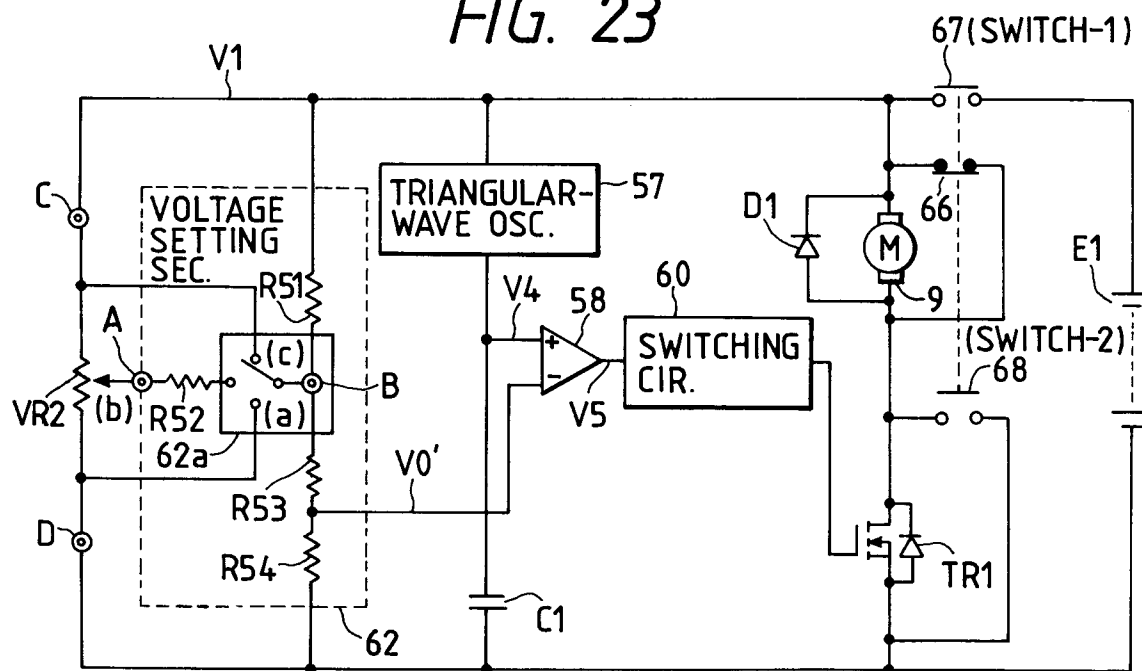 FIG. 23
67(SWITCH-1)
V1
C
VOLTAGE
SETTING
SEC.
TRIANGULAR-
WAVE OSC.
57
D1
66
M
9
E1
R51
A
(c)
V4
58
60
SWITCHING
CIR.
(SWITCH-2)
68
+
-
V5
B
VR2
(b)
R52
(a)
62a
V0'
R53
D
R54
C1
TR1
62